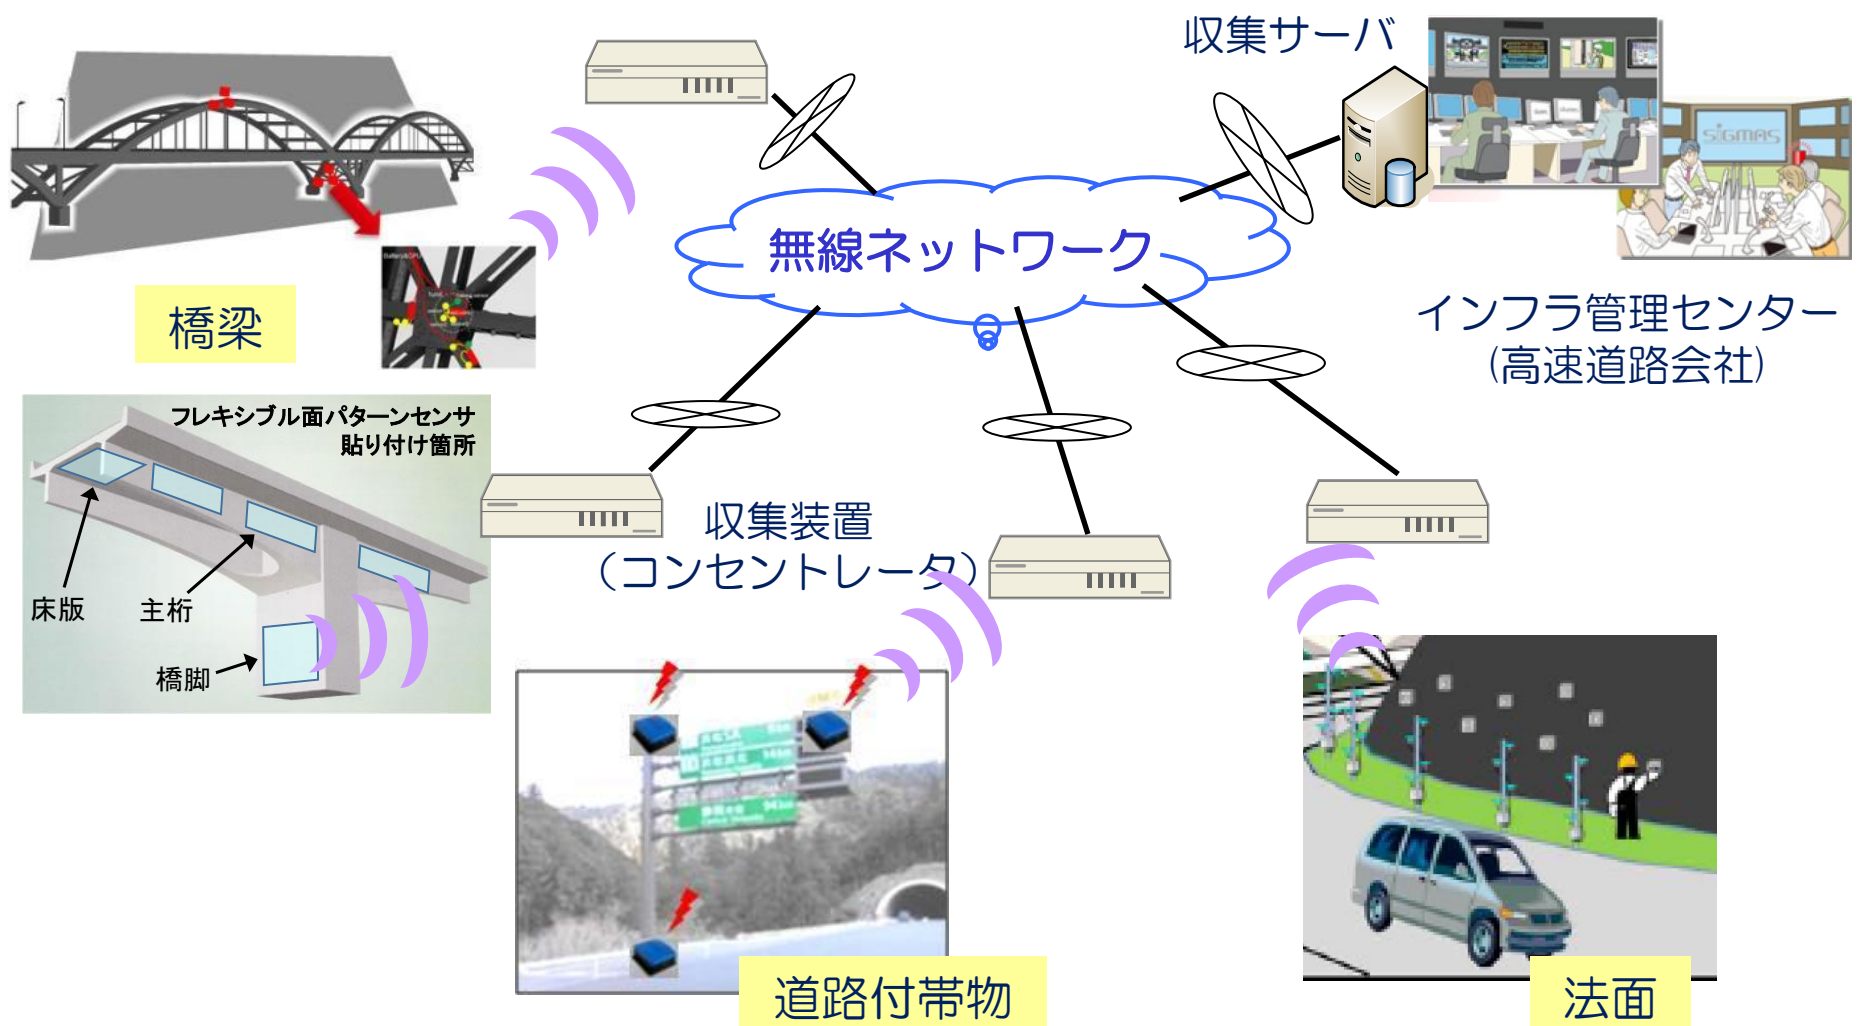 収集サーバ
SIGMAS
無線ネットワーク
橋梁
インフラ管理センター
(高速道路会社)
フレキシブル面パターンセンサ
貼り付け箇所
床版
主桁
橋脚
収集装置
（コンセントレータ）
道路付帯物
法面